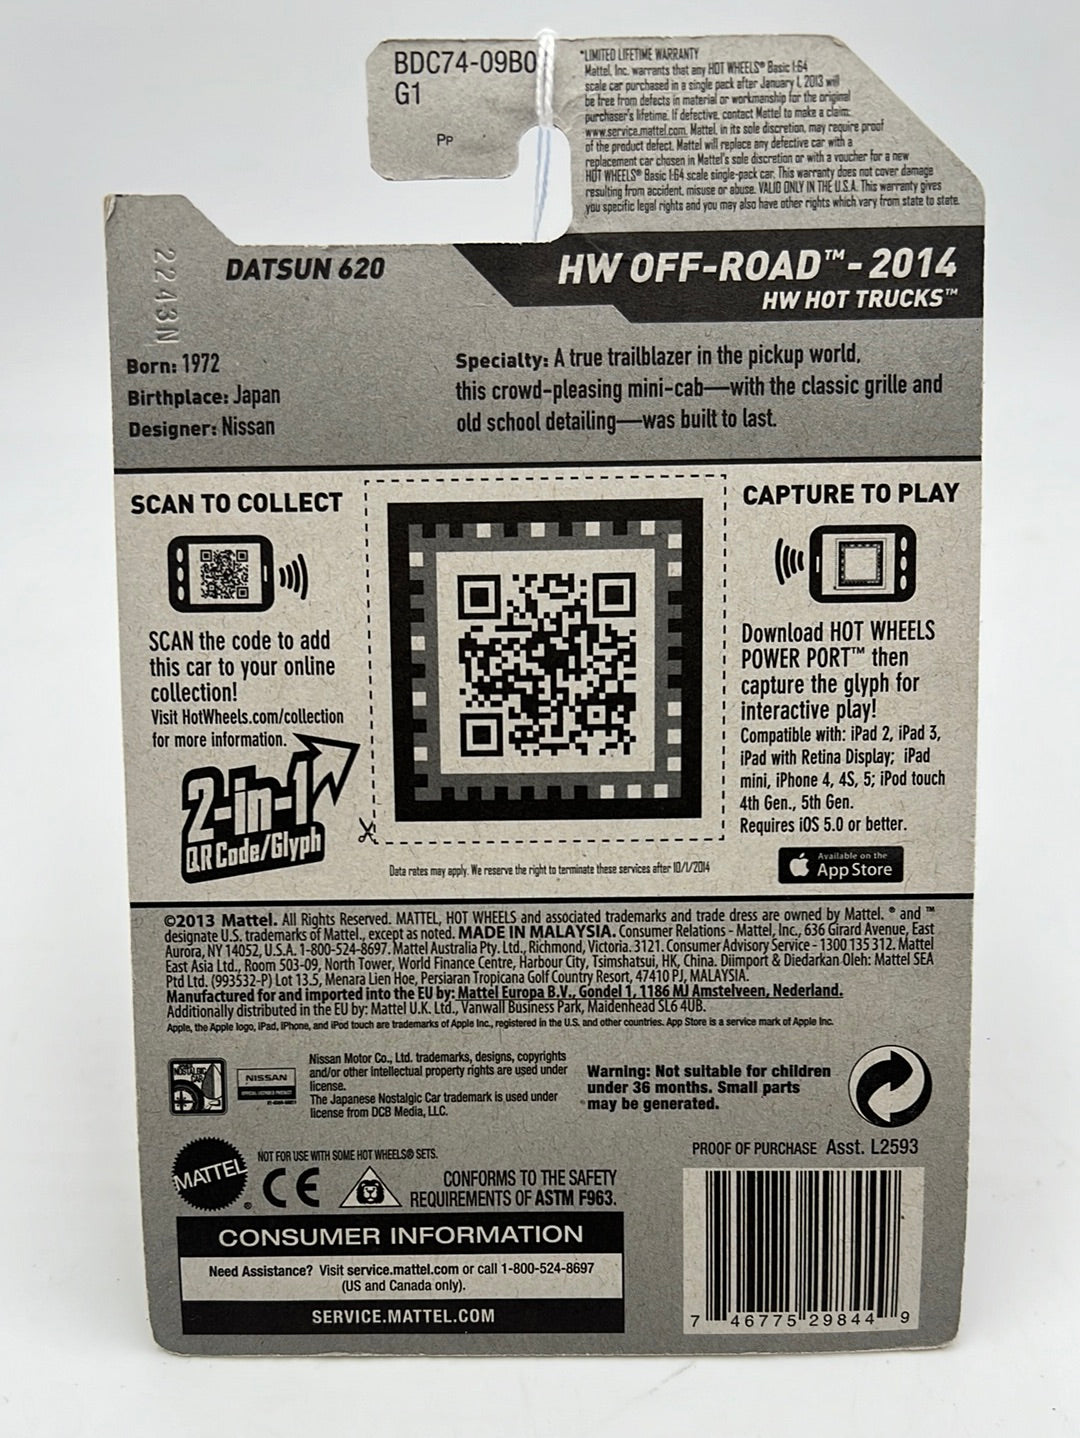 BDC74-09B0
G1
Pp
*LIMITED LIFETIME WARRANTY
Mattel, Inc. warrants that any HOT WHEELS® Basic 1:64
scale car purchased in a single pack after January 1, 2013 will
be free from defects in material or workmanship for the original
purchaser's lifetime. If defective, contact Mattel to make a claim:
www.service.mattel.com. Mattel, in its sole discretion, may require proof
of the product defect. Mattel will replace any defective car with a
replacement car chosen in Mattel's sole discretion or with a voucher for a new
HOT WHEELS® Basic 1:64 scale single-pack car. This warranty does not cover damage
resulting from accident, misuse or abuse. VALID ONLY IN THE U.S.A. This warranty gives
you specific legal rights and you may also have other rights which vary from state to state.
2243N
DATSUN 620
HW OFF-ROAD™ - 2014
HW HOT TRUCKS™
Born: 1972
Birthplace: Japan
Designer: Nissan
Specialty: A true trailblazer in the pickup world,
this crowd-pleasing mini-cab—with the classic grille and
old school detailing—was built to last.
SCAN TO COLLECT
SCAN the code to add
this car to your online
collection!
Visit HotWheels.com/collection
for more information.
2-in-1
QR Code/Glyph
CAPTURE TO PLAY
Download HOT WHEELS
POWER PORT™ then
capture the glyph for
interactive play!
Compatible with: iPad 2, iPad 3,
iPad with Retina Display; iPad
mini, iPhone 4, 4S, 5; iPod touch
4th Gen., 5th Gen.
Requires iOS 5.0 or better.
Available on the
App Store
Data rates may apply. We reserve the right to terminate these services after 10/1/2014
©2013 Mattel. All Rights Reserved. MATTEL, HOT WHEELS and associated trademarks and trade dress are owned by Mattel. ® and ™
designate U.S. trademarks of Mattel, except as noted. MADE IN MALAYSIA. Consumer Relations - Mattel, Inc., 636 Girard Avenue, East
Aurora, NY 14052, U.S.A. 1-800-524-8697. Mattel Australia Pty. Ltd., Richmond, Victoria. 3121. Consumer Advisory Service - 1300 135 312. Mattel
East Asia Ltd., Room 503-09, North Tower, World Finance Centre, Harbour City, Tsimshatsui, HK, China. Diimport & Diedarkan Oleh: Mattel SEA
Ptd Ltd. (993532-P) Lot 13.5, Menara Lien Hoe, Persiaran Tropicana Golf Country Resort, 47410 PJ, MALAYSIA.
Manufactured for and imported into the EU by: Mattel Europa B.V., Gondel 1, 1186 MJ Amstelveen, Nederland.
Additionally distributed in the EU by: Mattel U.K. Ltd., Vanwall Business Park, Maidenhead SL6 4UB.
Apple, the Apple logo, iPad, iPhone, and iPod touch are trademarks of Apple Inc., registered in the U.S. and other countries. App Store is a service mark of Apple Inc.
NOSTALGIC
CAR
NISSAN
Nissan Motor Co., Ltd. trademarks, designs, copyrights
and/or other intellectual property rights are used under
license.
The Japanese Nostalgic Car trademark is used under
license from DCB Media, LLC.
Warning: Not suitable for children
under 36 months. Small parts
may be generated.
MATTEL®
NOT FOR USE WITH SOME HOT WHEELS® SETS.
CE
CONFORMS TO THE SAFETY
REQUIREMENTS OF ASTM F963.
PROOF OF PURCHASE Asst. L2593
CONSUMER INFORMATION
Need Assistance? Visit service.mattel.com or call 1-800-524-8697
(US and Canada only).
SERVICE.MATTEL.COM
7 46775 29844 9